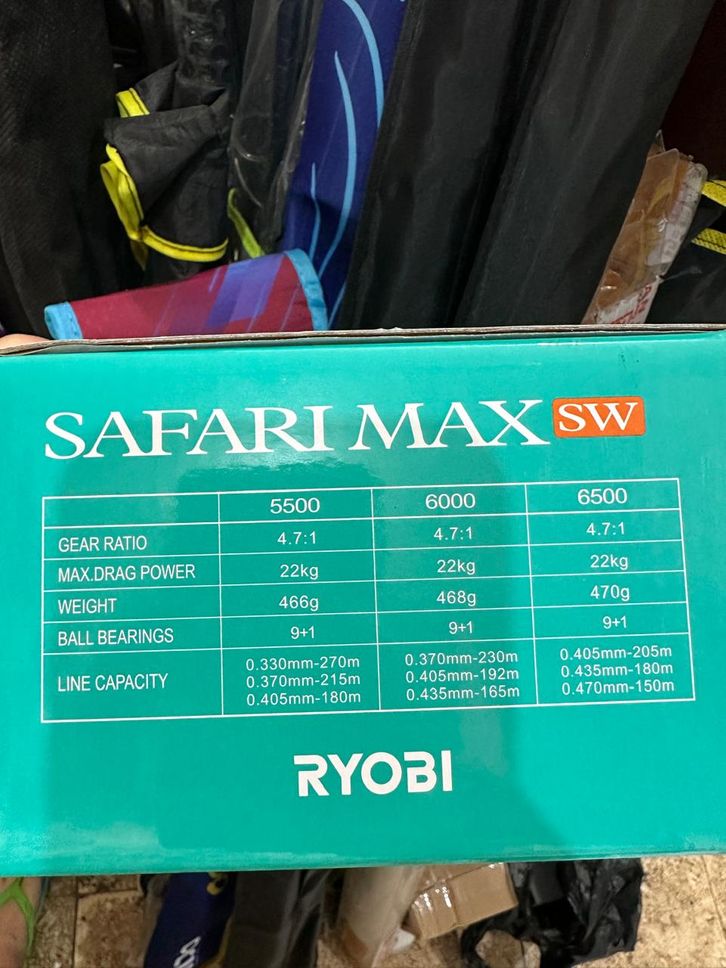 SAFARI MAX SW
5500 6000 6500
GEAR RATIO 4.7:1 4.7:1 4.7:1
MAX.DRAG POWER 22kg 22kg 22kg
WEIGHT 466g 468g 470g
BALL BEARINGS 9+1 9+1 9+1
LINE CAPACITY 0.330mm-270m 0.370mm-230m 0.405mm-205m
0.370mm-215m 0.405mm-192m 0.435mm-180m
0.405mm-180m 0.435mm-165m 0.470mm-150m
RYOBI